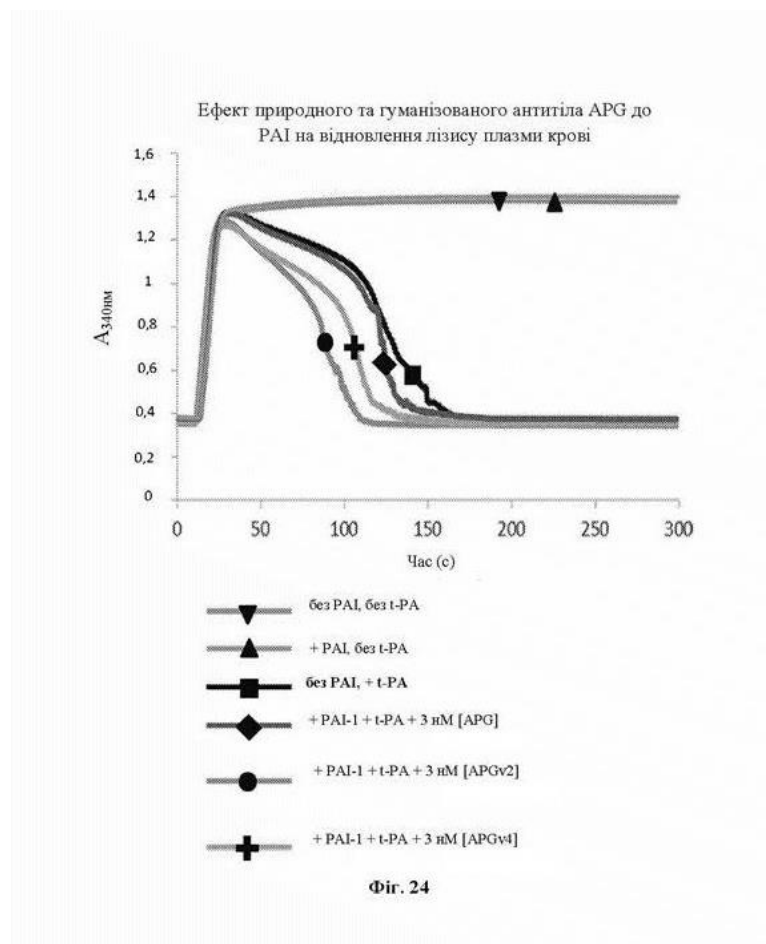 Ефект природного та гуманізованого антитіла APG до
PAI на відновлення лізису плазми крові
1,6
1,4
1,2
1
0,8
0,6
0,4
0,2
0
A340нм
0 50 100 150 200 250 300
Час (с)
без PAI, без t-PA
+ PAI, без t-PA
без PAI, + t-PA
+ PAI-1 + t-PA + 3 нМ [APG]
+ PAI-1 + t-PA + 3 нМ [APGv2]
+ PAI-1 + t-PA + 3 нМ [APGv4]
Фіг. 24